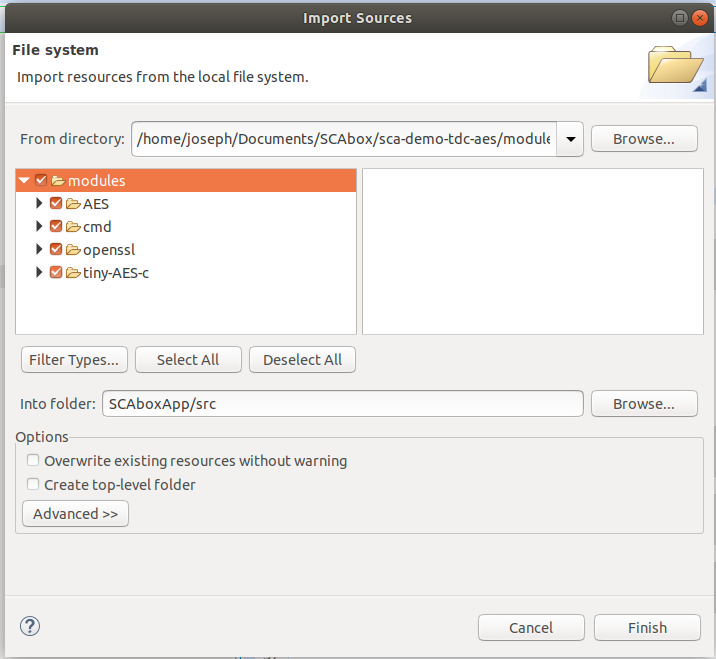 Import Sources
File system
Import resources from the local file system.
From directory: /home/joseph/Documents/SCAbox/sca-demo-tdc-aes/module Browse...
modules
AES
cmd
openssl
tiny-AES-c
Filter Types... Select All Deselect All
Into folder: SCAboxApp/src Browse...
Options
Overwrite existing resources without warning
Create top-level folder
Advanced >>
? Cancel Finish